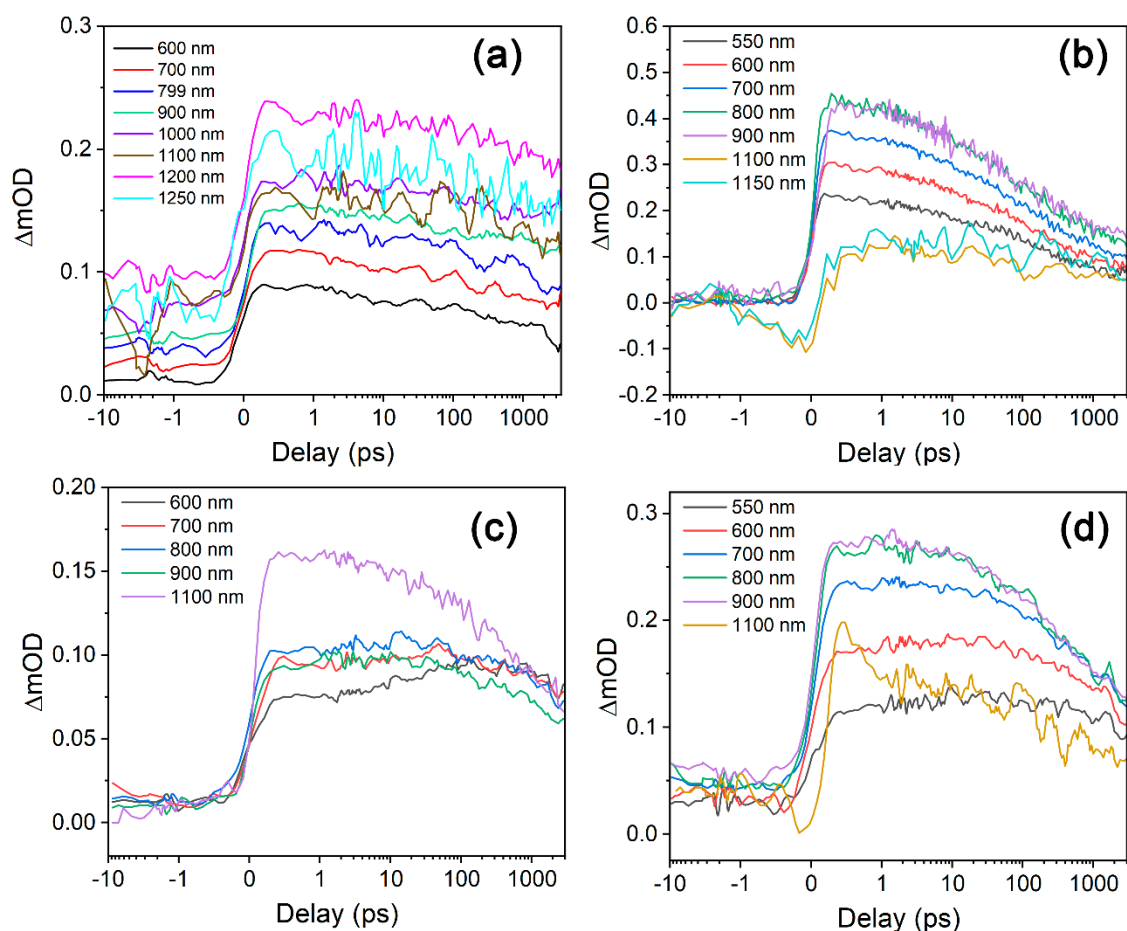 (a)
0.3
0.2
0.1
0.0
ΔmOD
600 nm
700 nm
799 nm
900 nm
1000 nm
1100 nm
1200 nm
1250 nm
-10 -1 0 1 10 100 1000
Delay (ps)
(b)
0.6
0.5
0.4
0.3
0.2
0.1
0.0
-0.1
-0.2
ΔmOD
550 nm
600 nm
700 nm
800 nm
900 nm
1100 nm
1150 nm
-10 -1 0 1 10 100 1000
Delay (ps)
(c)
0.20
0.15
0.10
0.05
0.00
ΔmOD
600 nm
700 nm
800 nm
900 nm
1100 nm
-10 -1 0 1 10 100 1000
Delay (ps)
(d)
0.3
0.2
0.1
0.0
ΔmOD
550 nm
600 nm
700 nm
800 nm
900 nm
1100 nm
-10 -1 0 1 10 100 1000
Delay (ps)